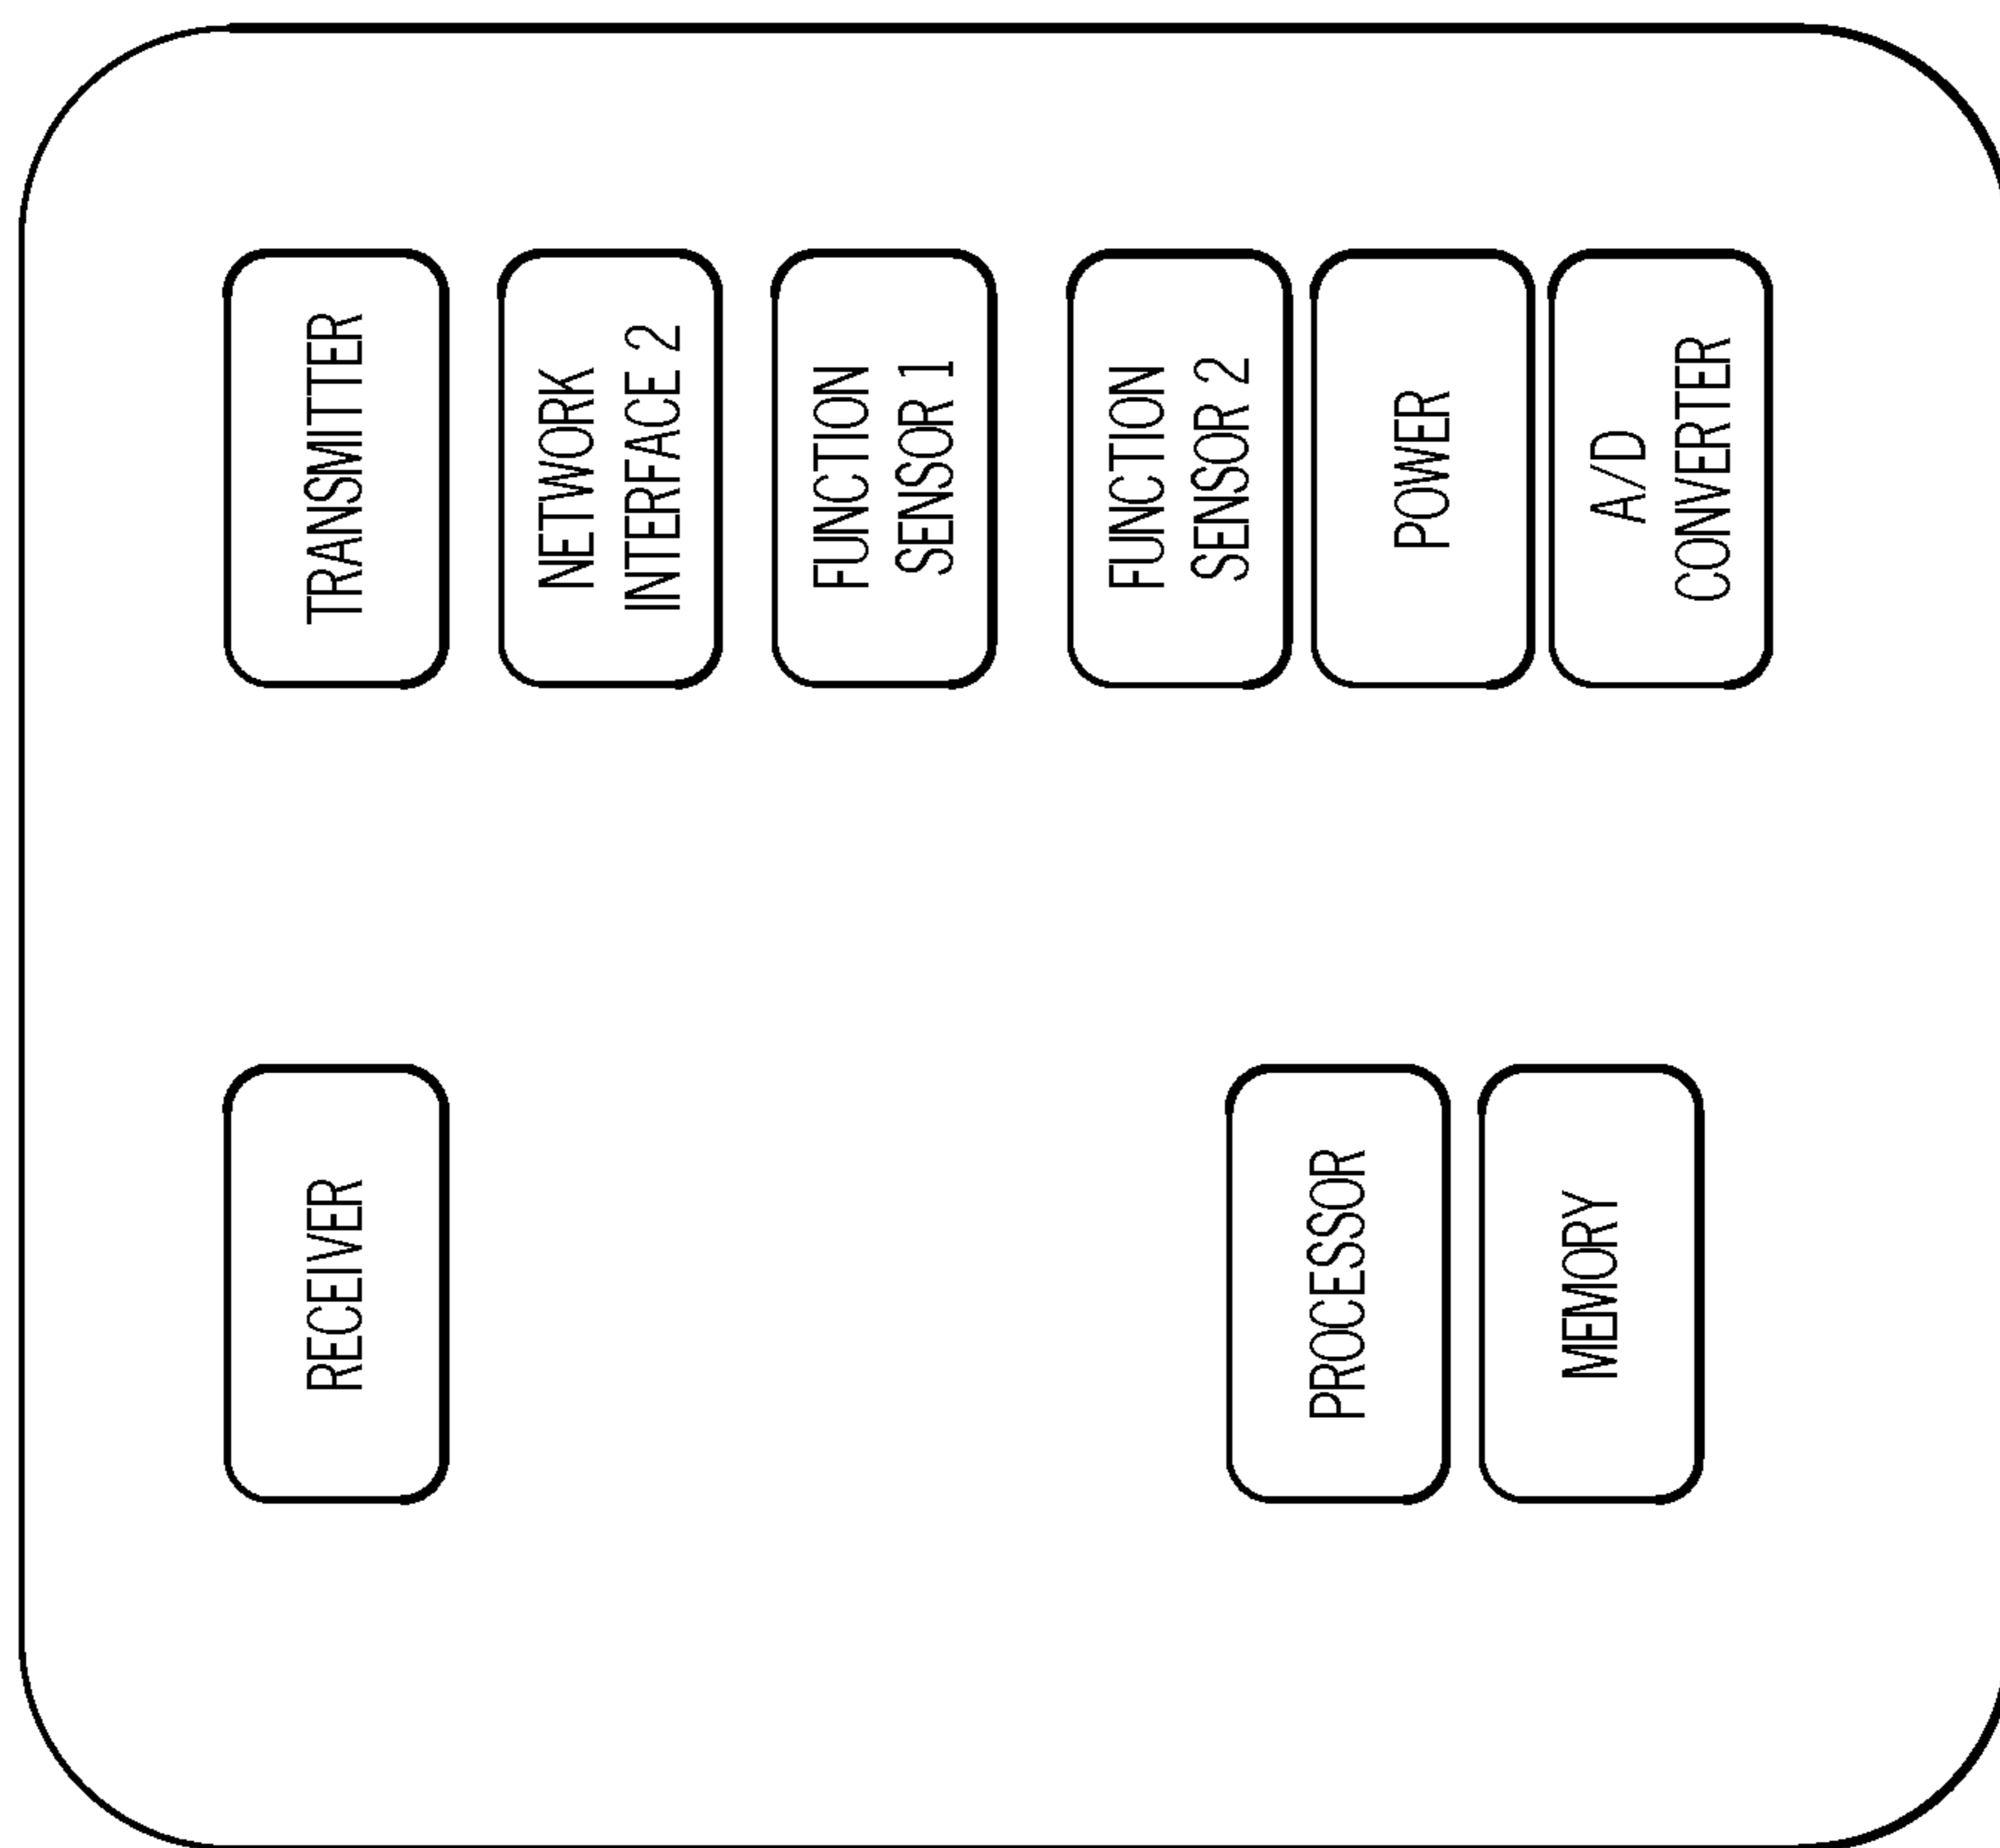 TRANSMITTER
NETWORK
INTERFACE 2
FUNCTION
SENSOR 1
FUNCTION
SENSOR 2
POWER
A/D
CONVERTER
RECEIVER
PROCESSOR
MEMORY